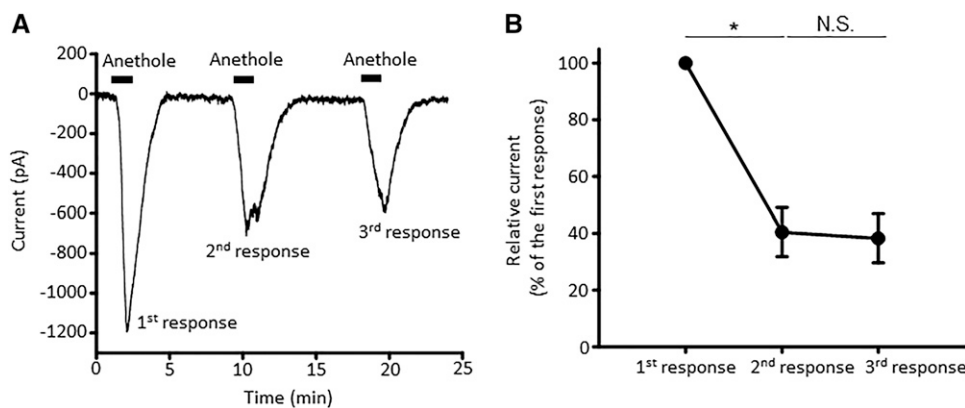 A
200
0
-200
-400
-600
-800
-1000
-1200
Current (pA)
Anethole Anethole Anethole
1st response
2nd response
3rd response
0 5 10 15 20 25
Time (min)
B
* N.S.
100
80
60
40
20
0
Relative current
(% of the first response)
1st response 2nd response 3rd response